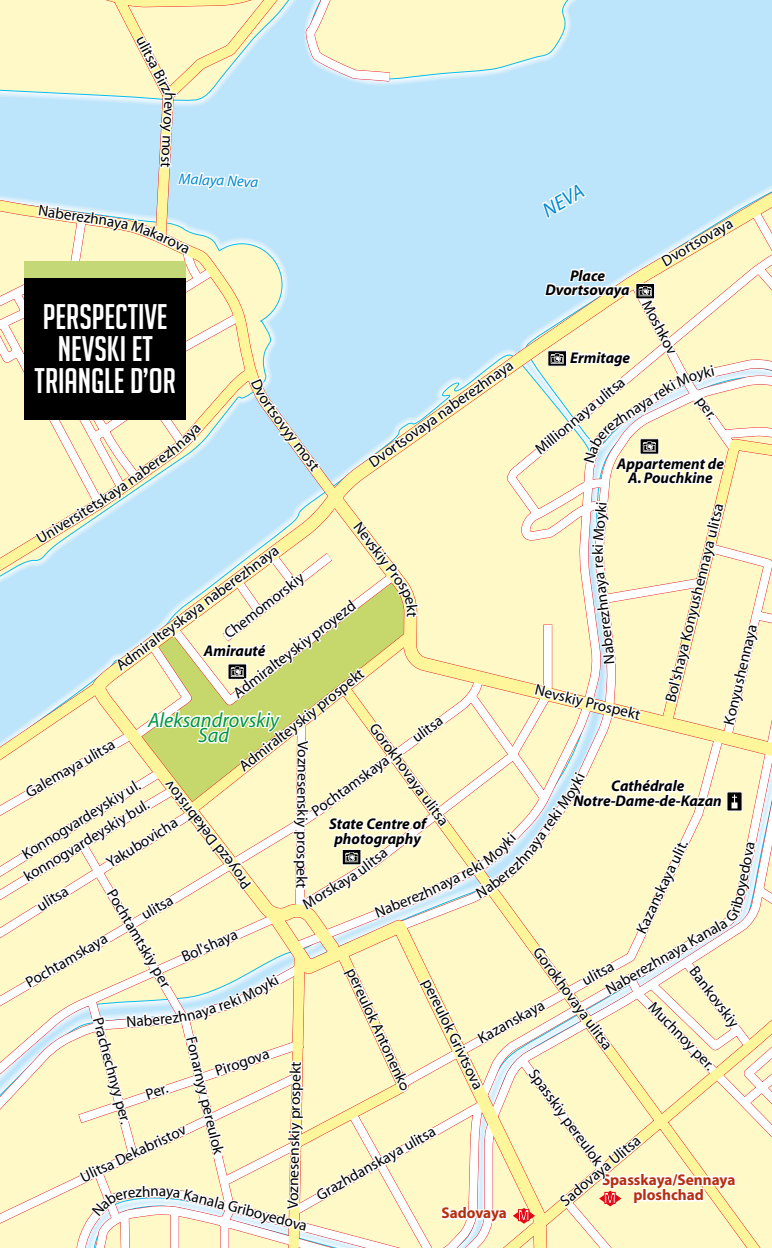 ulitsa Birzhevoy most
Malaya Neva
NEVA
Naberezhnaya Makarova
Dvortsovaya
Place
Dvortsovaya
PERSPECTIVE
NEVSKI ET
TRIANGLE D'OR
Moshkov
per.
Ermitage
Dvortsovyy most
Dvortsovaya naberezhnaya
Millionnaya ulitsa
Naberezhnaya reki Moyki
Universitetskaya naberezhnaya
Appartement de
A. Pouchkine
Nevskiy Prospekt
Naberezhnaya reki Moyki
Bol'shaya Konyushennaya ulitsa
Konyushennaya
Admiralteyskaya naberezhnaya
Chernomorskiy
Admiralteyskiy proyezd
Amirauté
Aleksandrovskiy
Sad
Admiralteyskiy prospekt
Nevskiy Prospekt
Galernaya ulitsa
Voznesenskiy prospekt
Gorokhovaya ulitsa
Pochtamskaya ulitsa
Konnogvardeyskiy ul.
konnogvardeyskiy bul.
Proyezd Dekabristov
Yakubovicha
ulitsa
Cathédrale
Notre-Dame-de-Kazan
State Centre of
photography
Morskaya ulitsa
Naberezhnaya reki Moyki
Naberezhnaya reki Moyki
Kazanskaya ulit.
Naberezhnaya Kanala Griboyedova
Pochtamskaya ulitsa
Pochtamtskiy per
Bol'shaya
Naberezhnaya reki Moyki
pereulok Antonenko
pereulok Grivtsova
Gorokhovaya ulitsa
Kazanskaya ulitsa
Bankovskiy
Muchnoy per.
Prachechnyy per.
Fonarnyy pereulok
Per. Pirogova
Voznesenskiy prospekt
Spasskiy pereulok
Ulitsa Dekabristov
Grazhdanskaya ulitsa
Sadovaya Ulitsa
Spasskaya/Sennaya
ploshchad
M
Naberezhnaya Kanala Griboyedova
Sadovaya
M